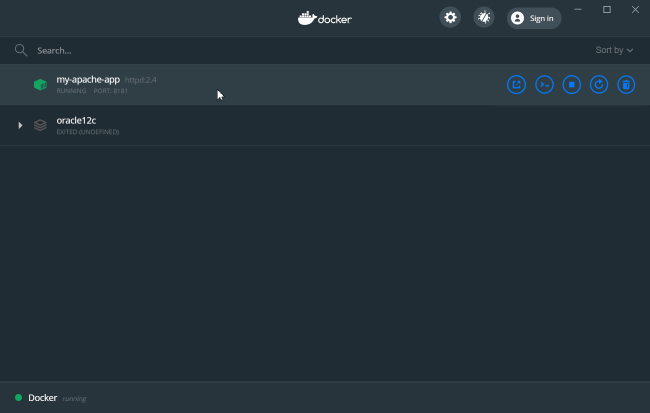 docker
Sign in
Search...
Sort by
my-apache-app httpd:2.4
RUNNING PORT: 8181
oracle12c
EXITED (UNDEFINED)
Docker running